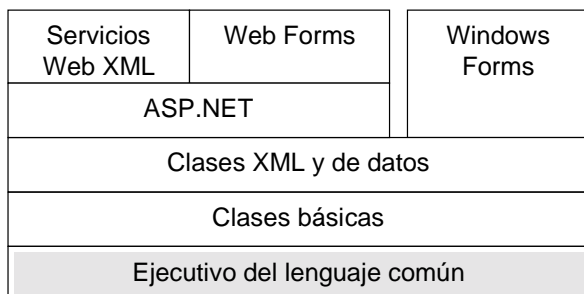 Servicios
Web XML
Web Forms
Windows
Forms
ASP.NET
Clases XML y de datos
Clases básicas
Ejecutivo del lenguaje común